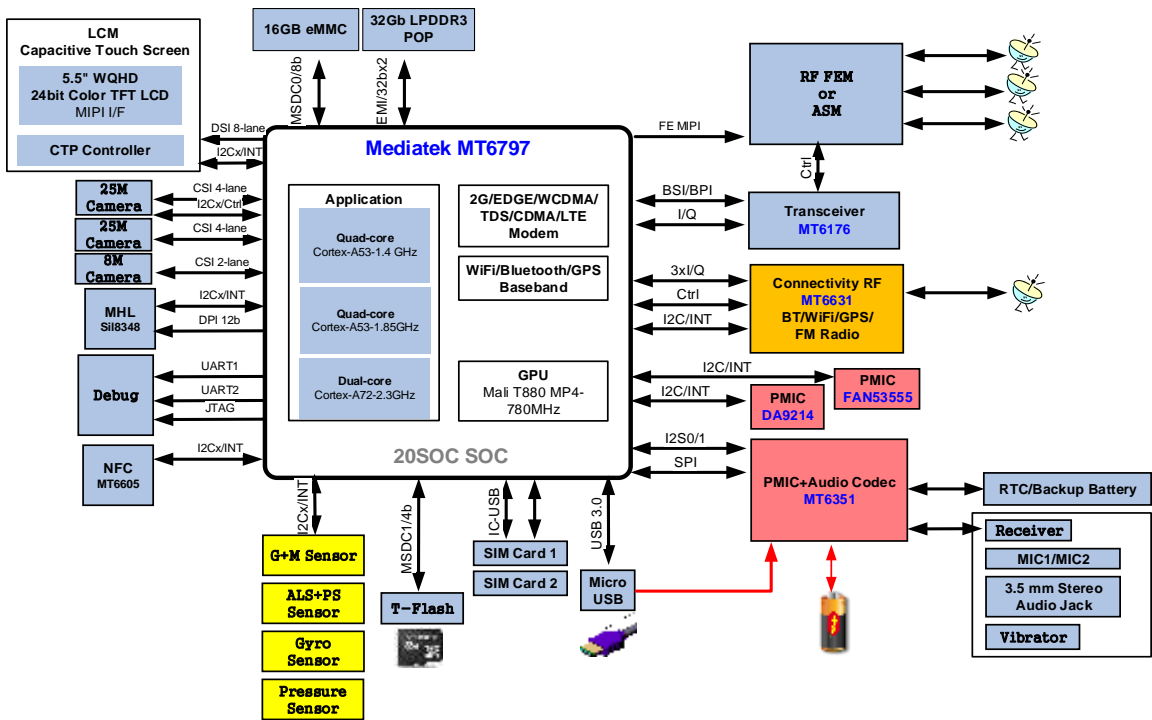 LCM
Capacitive Touch Screen
5.5" WQHD
24bit Color TFT LCD
MIPI I/F
CTP Controller
16GB eMMC
32Gb LPDDR3
POP
MSDC0/8b
EMI/32bx2
DSI 8-lane
I2Cx/INT
25M
Camera
CSI 4-lane
I2Cx/Ctrl
25M
Camera
CSI 4-lane
8M
Camera
CSI 2-lane
MHL
SiI8348
I2Cx/INT
DPI 12b
Debug
UART1
UART2
JTAG
NFC
MT6605
I2Cx/INT
Mediatek MT6797
Application
Quad-core
Cortex-A53-1.4 GHz
Quad-core
Cortex-A53-1.85GHz
Dual-core
Cortex-A72-2.3GHz
2G/EDGE/WCDMA/
TDS/CDMA/LTE
Modem
WiFi/Bluetooth/GPS
Baseband
GPU
Mali T880 MP4-
780MHz
20SOC SOC
FE MIPI
RF FEM
or
ASM
Ctrl
BSI/BPI
I/Q
Transceiver
MT6176
3xI/Q
Ctrl
I2C/INT
Connectivity RF
MT6631
BT/WiFi/GPS/
FM Radio
I2C/INT
PMIC
FAN53555
I2C/INT
PMIC
DA9214
I2S0/1
SPI
PMIC+Audio Codec
MT6351
RTC/Backup Battery
Receiver
MIC1/MIC2
3.5 mm Stereo
Audio Jack
Vibrator
I2Cx/INT
G+M Sensor
ALS+PS
Sensor
Gyro
Sensor
Pressure
Sensor
MSDC1/4b
T-Flash
IC-USB
SIM Card 1
SIM Card 2
USB 3.0
Micro
USB